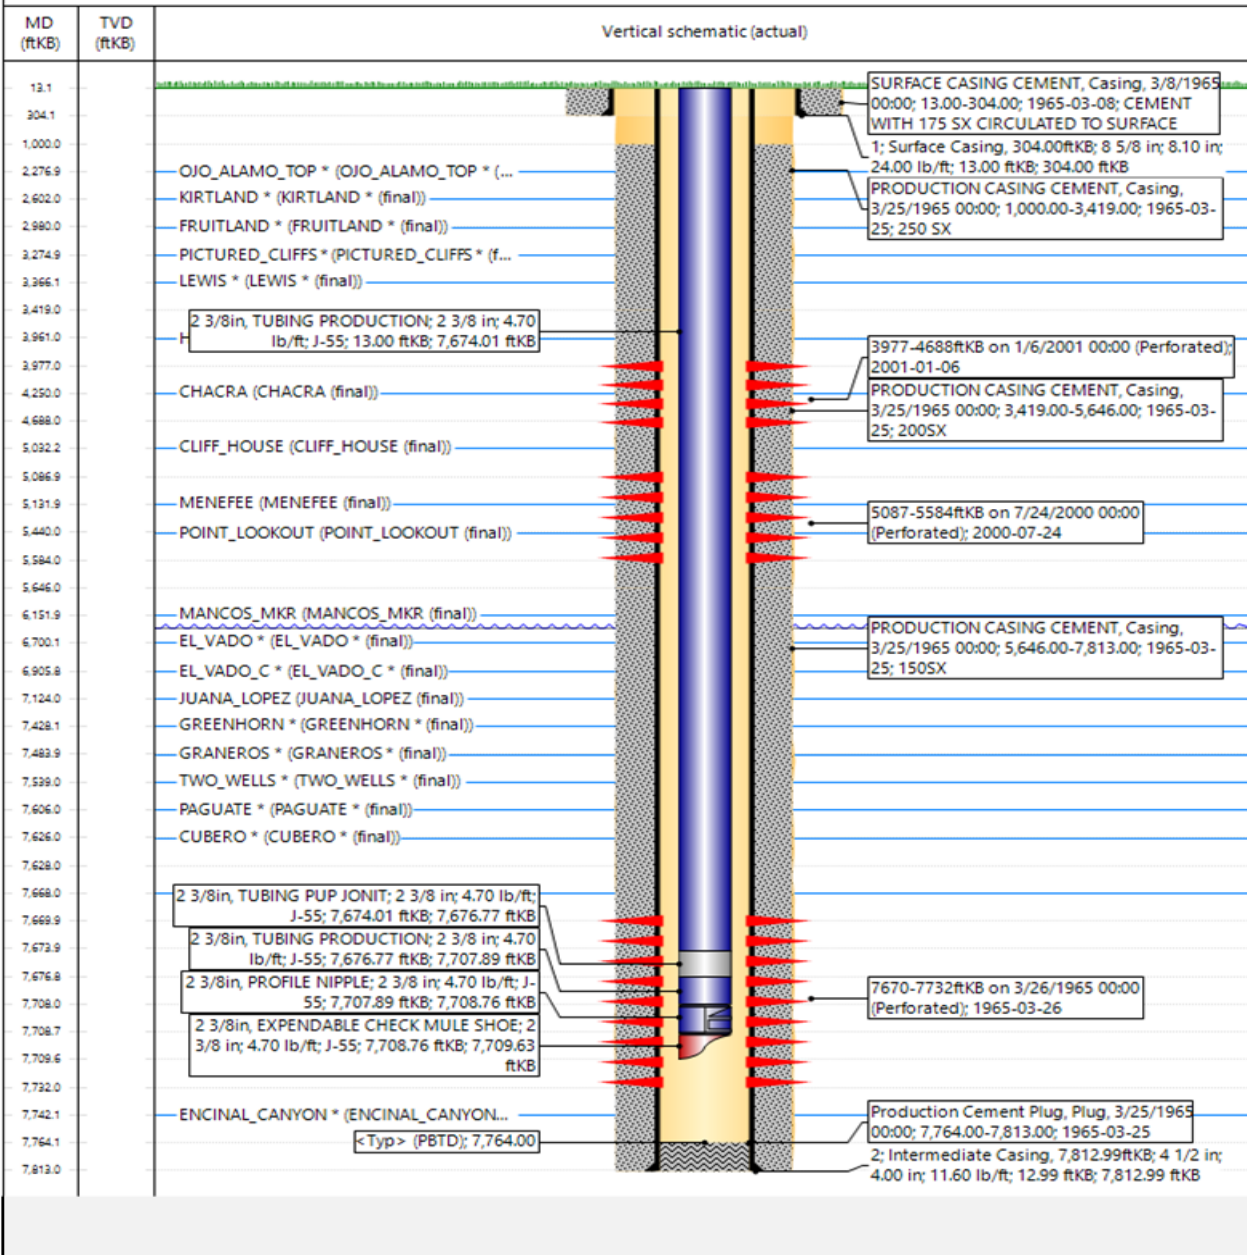 MD
(ftKB)
TVD
(ftKB)
Vertical schematic (actual)
13.1
304.1
1,000.0
2,276.9
2,602.0
2,980.0
3,274.9
3,366.1
3,419.0
3,961.0
3,977.0
4,250.0
4,688.0
5,032.2
5,086.9
5,131.9
5,440.0
5,584.0
5,646.0
6,151.9
6,700.1
6,905.8
7,124.0
7,428.1
7,483.9
7,539.0
7,606.0
7,626.0
7,628.0
7,668.0
7,669.9
7,673.9
7,676.8
7,708.0
7,708.7
7,709.6
7,732.0
7,742.1
7,764.1
7,813.0
OJO_ALAMO_TOP * (OJO_ALAMO_TOP * (...
KIRTLAND * (KIRTLAND * (final))
FRUITLAND * (FRUITLAND * (final))
PICTURED_CLIFFS * (PICTURED_CLIFFS * (f...
LEWIS * (LEWIS * (final))
2 3/8in, TUBING PRODUCTION; 2 3/8 in; 4.70
lb/ft; J-55; 13.00 ftKB; 7,674.01 ftKB
CHACRA (CHACRA (final))
CLIFF_HOUSE (CLIFF_HOUSE (final))
MENEFEE (MENEFEE (final))
POINT_LOOKOUT (POINT_LOOKOUT (final))
MANCOS_MKR (MANCOS_MKR (final))
EL_VADO * (EL_VADO * (final))
EL_VADO_C * (EL_VADO_C * (final))
JUANA_LOPEZ (JUANA_LOPEZ (final))
GREENHORN * (GREENHORN * (final))
GRANEROS * (GRANEROS * (final))
TWO_WELLS * (TWO_WELLS * (final))
PAGUATE * (PAGUATE * (final))
CUBERO * (CUBERO * (final))
2 3/8in, TUBING PUP JONIT; 2 3/8 in; 4.70 lb/ft;
J-55; 7,674.01 ftKB; 7,676.77 ftKB
2 3/8in, TUBING PRODUCTION; 2 3/8 in; 4.70
lb/ft; J-55; 7,676.77 ftKB; 7,707.89 ftKB
2 3/8in, PROFILE NIPPLE; 2 3/8 in; 4.70 lb/ft; J-
55; 7,707.89 ftKB; 7,708.76 ftKB
2 3/8in, EXPENDABLE CHECK MULE SHOE; 2
3/8 in; 4.70 lb/ft; J-55; 7,708.76 ftKB; 7,709.63
ftKB
ENCINAL_CANYON * (ENCINAL_CANYON...
<Typ> (PBTD); 7,764.00
SURFACE CASING CEMENT, Casing, 3/8/1965
00:00; 13.00-304.00; 1965-03-08; CEMENT
WITH 175 SX CIRCULATED TO SURFACE
1; Surface Casing, 304.00ftKB; 8 5/8 in; 8.10 in;
24.00 lb/ft; 13.00 ftKB; 304.00 ftKB
PRODUCTION CASING CEMENT, Casing,
3/25/1965 00:00; 1,000.00-3,419.00; 1965-03-
25; 250 SX
3977-4688ftKB on 1/6/2001 00:00 (Perforated);
2001-01-06
PRODUCTION CASING CEMENT, Casing,
3/25/1965 00:00; 3,419.00-5,646.00; 1965-03-
25; 200SX
5087-5584ftKB on 7/24/2000 00:00
(Perforated); 2000-07-24
PRODUCTION CASING CEMENT, Casing,
3/25/1965 00:00; 5,646.00-7,813.00; 1965-03-
25; 150SX
7670-7732ftKB on 3/26/1965 00:00
(Perforated); 1965-03-26
Production Cement Plug, Plug, 3/25/1965
00:00; 7,764.00-7,813.00; 1965-03-25
2; Intermediate Casing, 7,812.99ftKB; 4 1/2 in;
4.00 in; 11.60 lb/ft; 12.99 ftKB; 7,812.99 ftKB